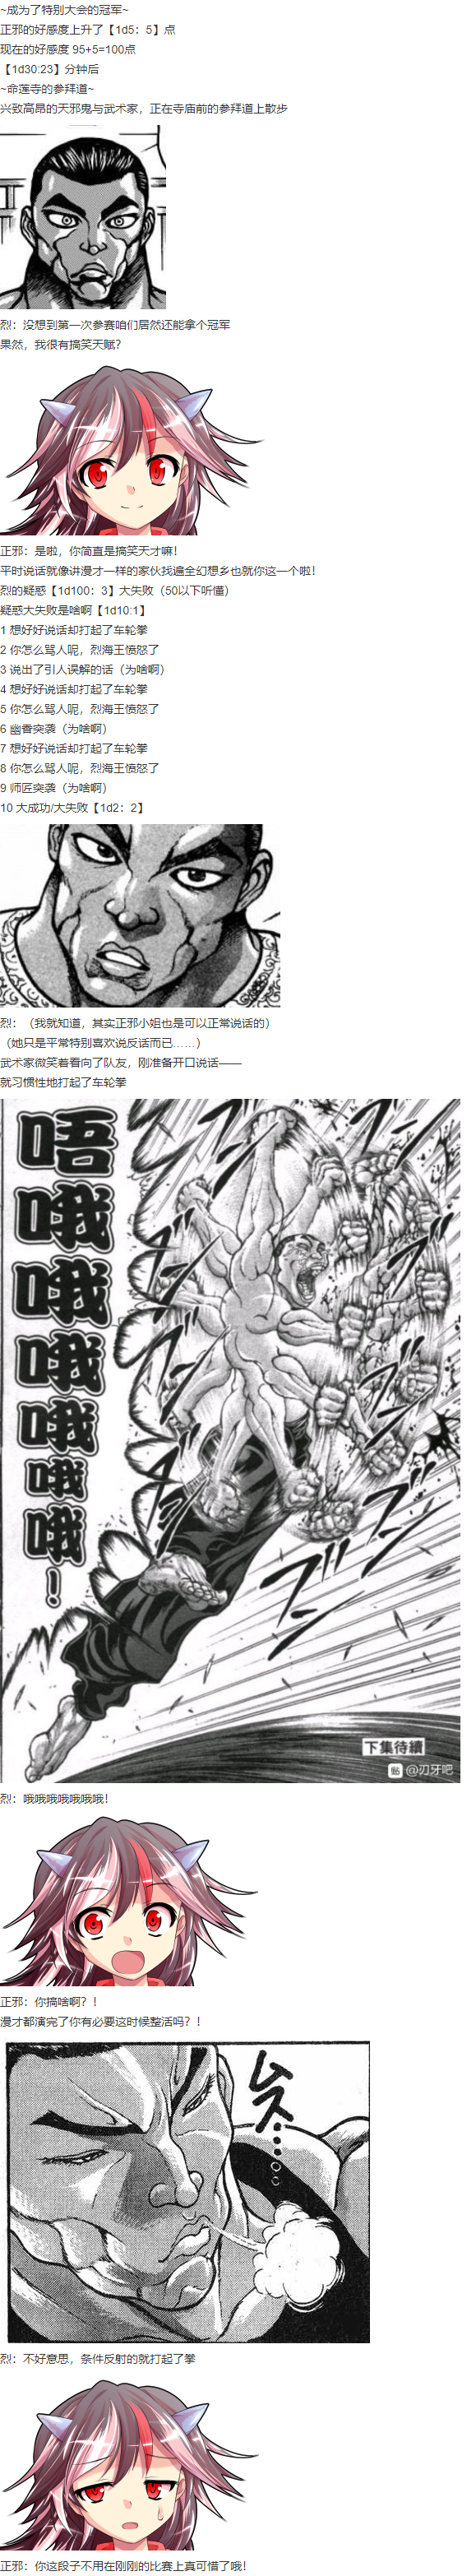 ~成为了特别大会的冠军~
正邪的好感度上升了【1d5：5】点
现在的好感度 95+5=100点
【1d30:23】分钟后
~命莲寺的参拜道~
兴致高昂的天邪鬼与武术家，正在寺庙前的参拜道上散步
烈：没想到第一次参赛咱们居然还能拿个冠军
果然，我很有搞笑天赋？
正邪：是啦，你简直是搞笑天才嘛！
平时说话就像讲漫才一样的家伙找遍全幻想乡也就你这一个啦！
烈的疑惑【1d100：3】大失败（50以下听懂）
疑惑大失败是啥啊【1d10:1】
1 想好好说话却打起了车轮拳
2 你怎么骂人呢，烈海王愤怒了
3 说出了引人误解的话（为啥啊）
4 想好好说话却打起了车轮拳
5 你怎么骂人呢，烈海王愤怒了
6 幽香突袭（为啥啊）
7 想好好说话却打起了车轮拳
8 你怎么骂人呢，烈海王愤怒了
9 师匠突袭（为啥啊）
10 大成功/大失败【1d2：2】
烈：（我就知道，其实正邪小姐也是可以正常说话的）
（她只是平常特别喜欢说反话而已……）
武术家微笑着看向了队友，刚准备开口说话——
就习惯性地打起了车轮拳
唔哦哦哦哦哦哦！
下集待續
贴 @刃牙吧
烈：哦哦哦哦哦哦哦！
正邪：你搞啥啊？！
漫才都演完了你有必要这时候整活吗？！
ムス…
烈：不好意思，条件反射的就打起了拳
正邪：你这段子不用在刚刚的比赛上真可惜了哦！